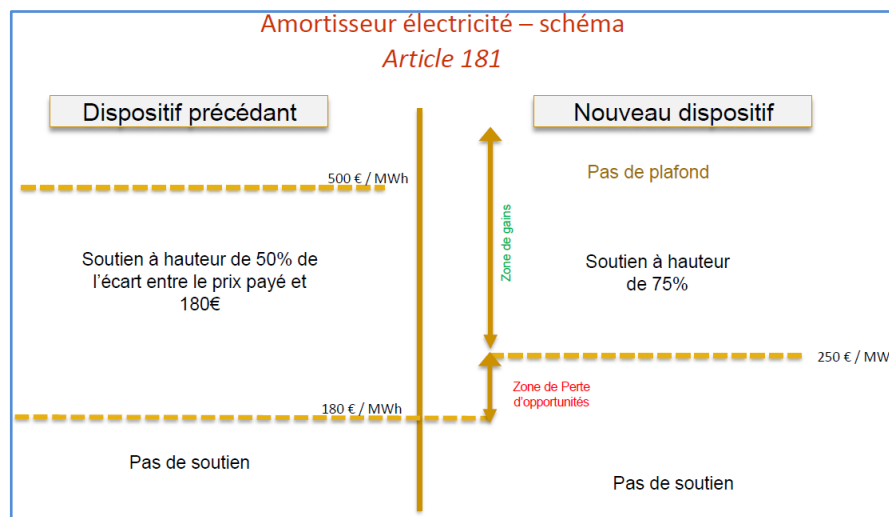 Amortisseur électricité – schéma
Article 181
Dispositif précédant
500 € / MWh
Soutien à hauteur de 50% de
l'écart entre le prix payé et
180€
180 € / MWh
Pas de soutien
Nouveau dispositif
Zone de gains
Pas de plafond
Soutien à hauteur
de 75%
250 € / MW
Zone de Perte
d'opportunités
Pas de soutien